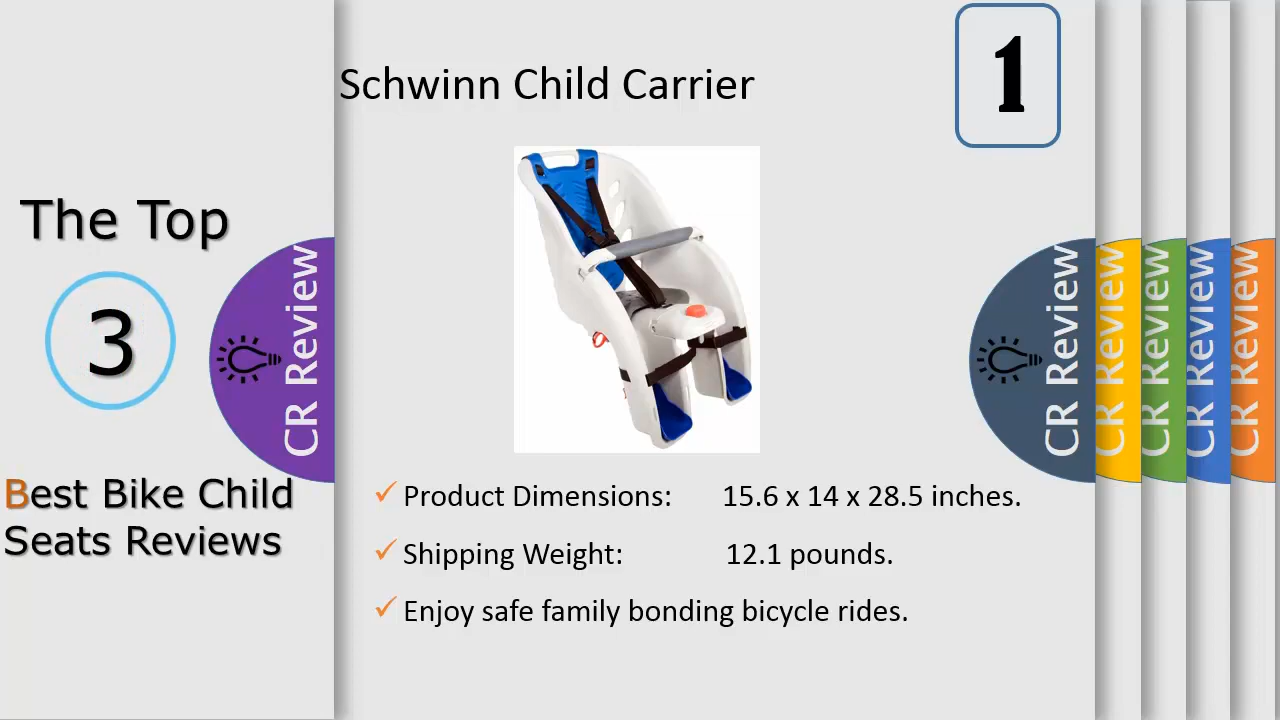 The Top
3
Best Bike Child
Seats Reviews
CR Review
Schwinn Child Carrier
1
✓ Product Dimensions: 15.6 x 14 x 28.5 inches.
✓ Shipping Weight: 12.1 pounds.
✓ Enjoy safe family bonding bicycle rides.
CR Review
CR Review
CR Review
CR Review
CR Review